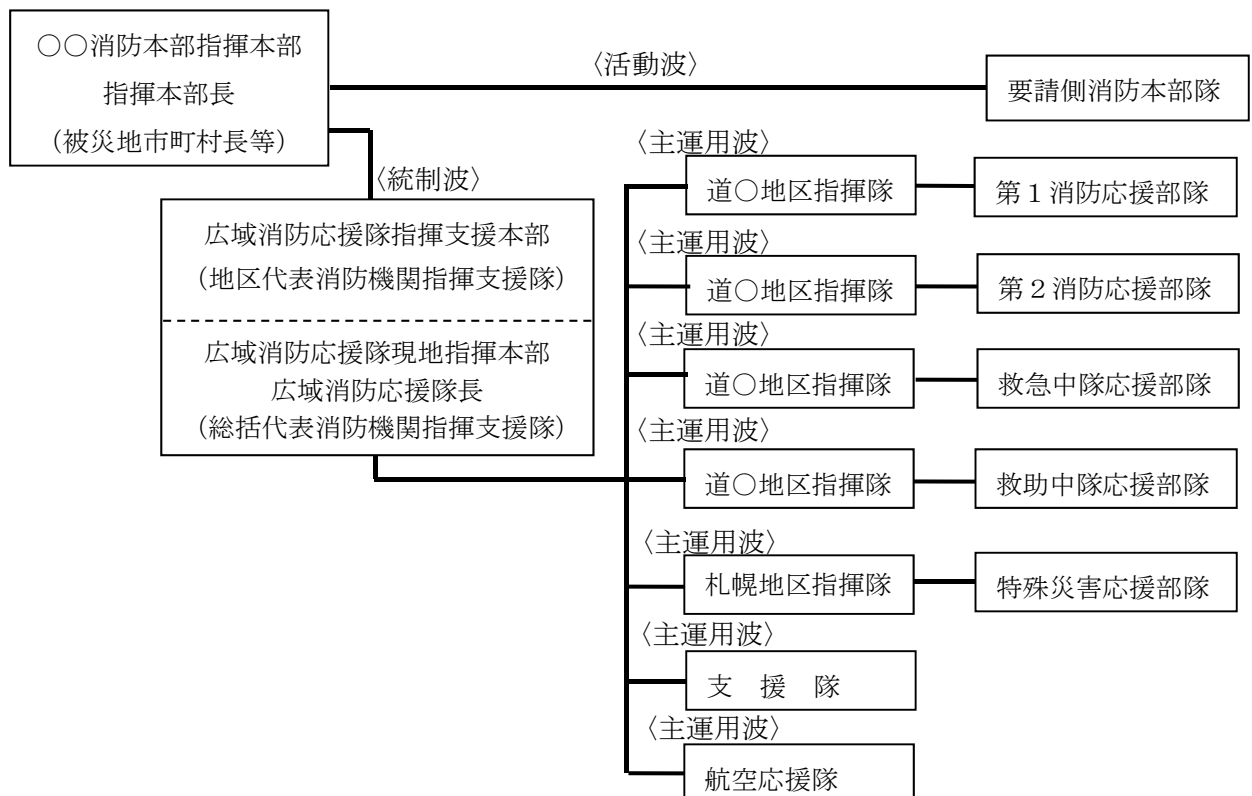 ○○消防本部指揮本部
指揮本部長
(被災地市町村長等)
〈活動波〉
要請側消防本部隊
〈統制波〉
広域消防応援隊指揮支援本部
(地区代表消防機関指揮支援隊)
広域消防応援隊現地指揮本部
広域消防応援隊長
(総括代表消防機関指揮支援隊)
〈主運用波〉
道○地区指揮隊
第1消防応援部隊
〈主運用波〉
道○地区指揮隊
第2消防応援部隊
〈主運用波〉
道○地区指揮隊
救急中隊応援部隊
〈主運用波〉
道○地区指揮隊
救助中隊応援部隊
〈主運用波〉
札幌地区指揮隊
特殊災害応援部隊
〈主運用波〉
支 援 隊
〈主運用波〉
航空応援隊